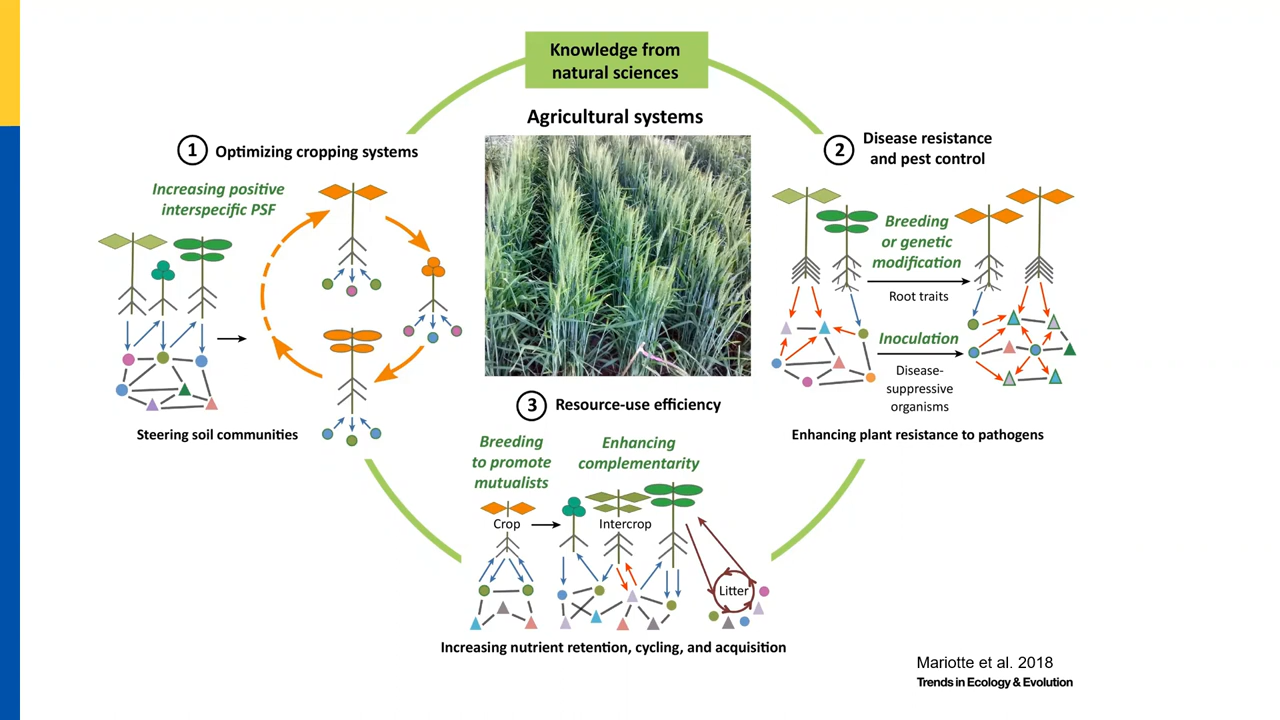 Knowledge from
natural sciences
Agricultural systems
1 Optimizing cropping systems
Increasing positive
interspecific PSF
Steering soil communities
2 Disease resistance
and pest control
Breeding
or genetic
modification
Root traits
Inoculation
Disease-
suppressive
organisms
Enhancing plant resistance to pathogens
3 Resource-use efficiency
Breeding
to promote
mutualists
Enhancing
complementarity
Crop
Intercrop
Litter
Increasing nutrient retention, cycling, and acquisition
Mariotte et al. 2018
Trends in Ecology & Evolution